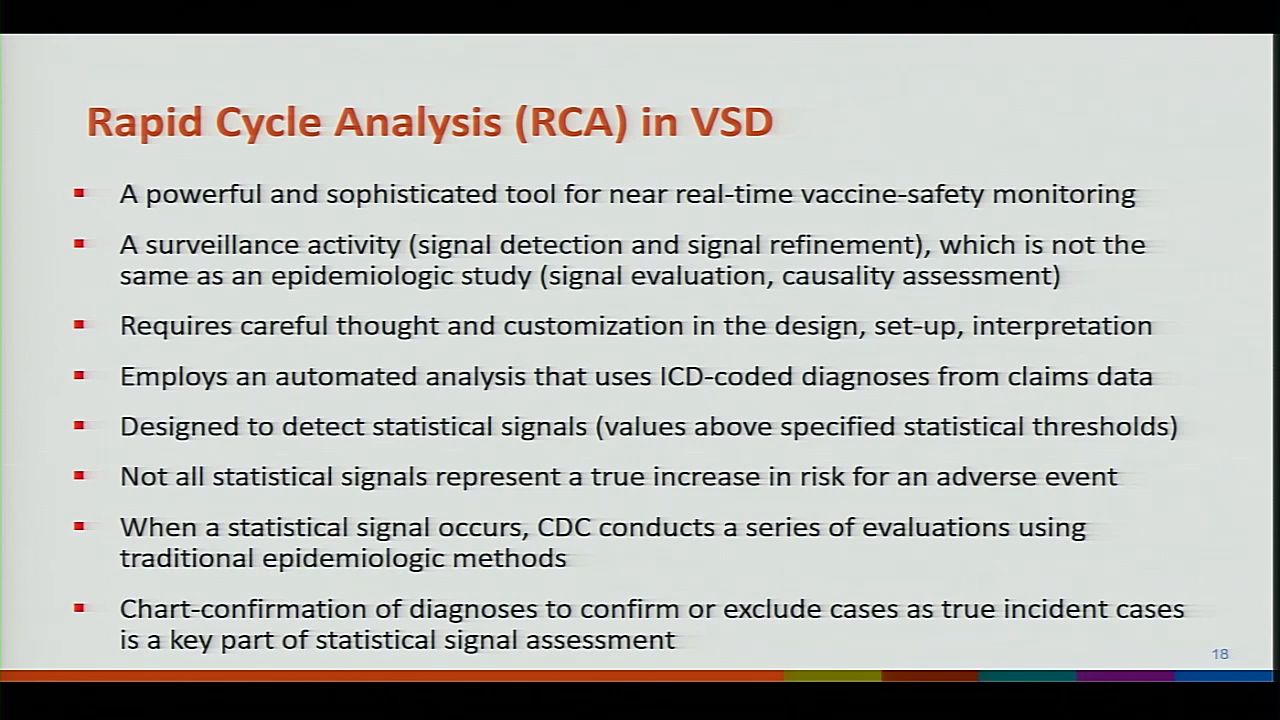 Rapid Cycle Analysis (RCA) in VSD
▪ A powerful and sophisticated tool for near real-time vaccine-safety monitoring
▪ A surveillance activity (signal detection and signal refinement), which is not the
same as an epidemiologic study (signal evaluation, causality assessment)
▪ Requires careful thought and customization in the design, set-up, interpretation
▪ Employs an automated analysis that uses ICD-coded diagnoses from claims data
▪ Designed to detect statistical signals (values above specified statistical thresholds)
▪ Not all statistical signals represent a true increase in risk for an adverse event
▪ When a statistical signal occurs, CDC conducts a series of evaluations using
traditional epidemiologic methods
▪ Chart-confirmation of diagnoses to confirm or exclude cases as true incident cases
is a key part of statistical signal assessment
18